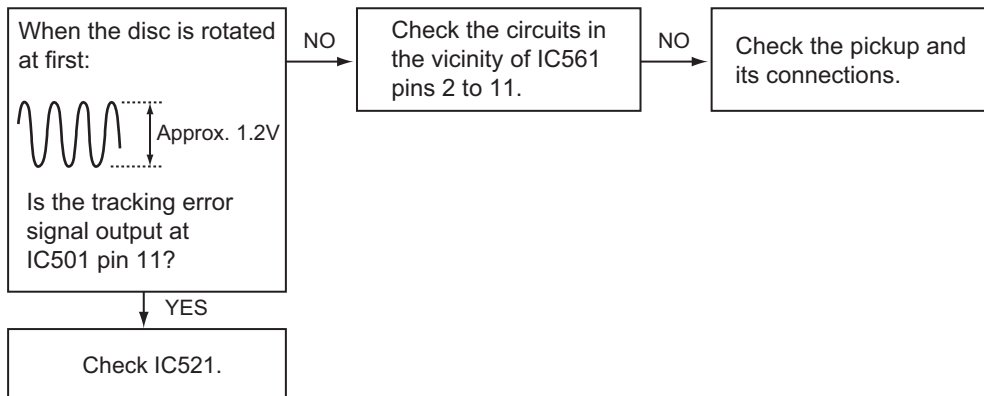 When the disc is rotated
at first:
Approx. 1.2V
Is the tracking error
signal output at
IC501 pin 11?
NO
Check the circuits in
the vicinity of IC561
pins 2 to 11.
NO
Check the pickup and
its connections.
YES
Check IC521.